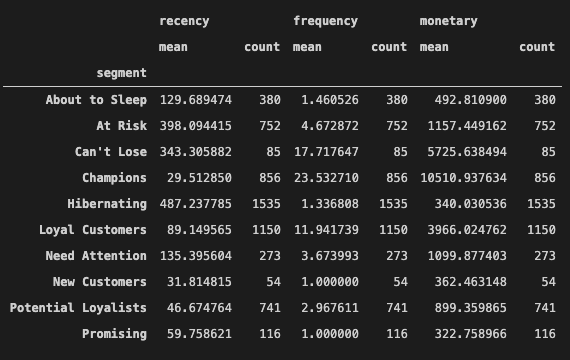 recency frequency monetary
mean count mean count mean count
segment
About to Sleep 129.689474 380 1.460526 380 492.810900 380
At Risk 398.094415 752 4.672872 752 1157.449162 752
Can't Lose 343.305882 85 17.717647 85 5725.638494 85
Champions 29.512850 856 23.532710 856 10510.937634 856
Hibernating 487.237785 1535 1.336808 1535 340.030536 1535
Loyal Customers 89.149565 1150 11.941739 1150 3966.024762 1150
Need Attention 135.395604 273 3.673993 273 1099.877403 273
New Customers 31.814815 54 1.000000 54 362.463148 54
Potential Loyalists 46.674764 741 2.967611 741 899.359865 741
Promising 59.758621 116 1.000000 116 322.758966 116